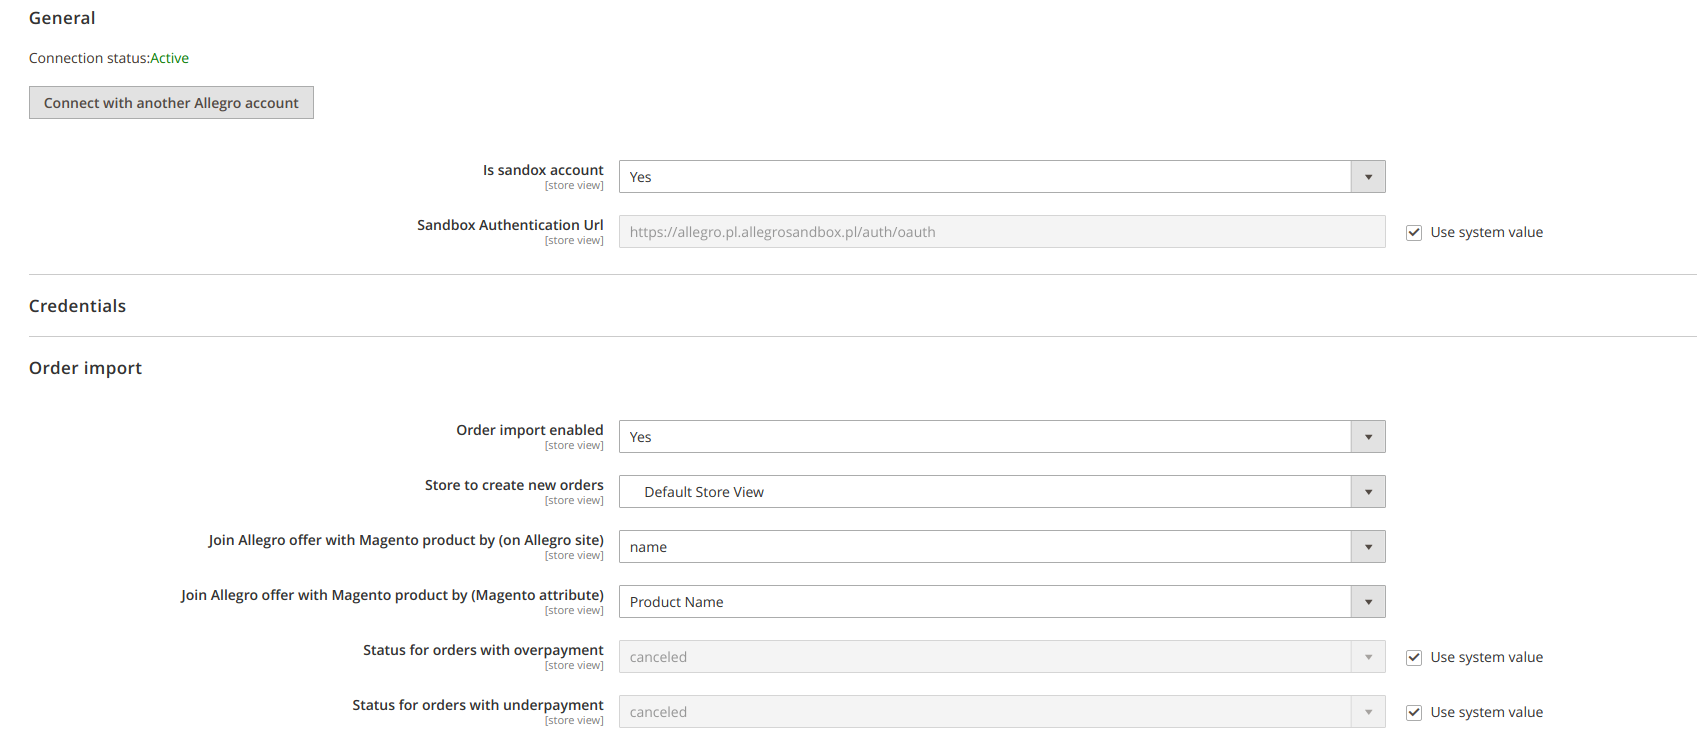 General
Connection status:Active
Connect with another Allegro account
Is sandox account
Yes
[store view]
Sandbox Authentication Url
https://allegro.pl.allegrosandbox.pl/auth/oauth
Use system value
[store view]
Credentials
Order import
Order import enabled
Yes
[store view]
Store to create new orders
Default Store View
[store view]
Join Allegro offer with Magento product by (on Allegro site)
name
[store view]
Join Allegro offer with Magento product by (Magento attribute)
Product Name
[store view]
Status for orders with overpayment
canceled
Use system value
[store view]
Status for orders with underpayment
canceled
Use system value
[store view]